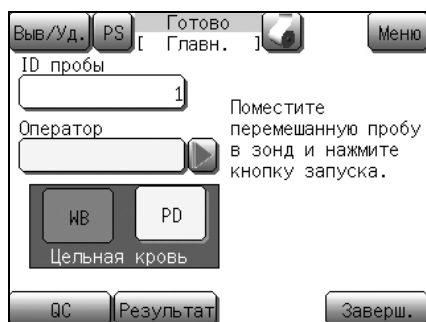 Выв/Уд. PS Готово Меню
[ Главн. ]
ID пробы
1
Оператор
Поместите
перемешанную пробу
в зонд и нажмите
кнопку запуска.
WB PD
Цельная кровь
QC Результат Заверш.